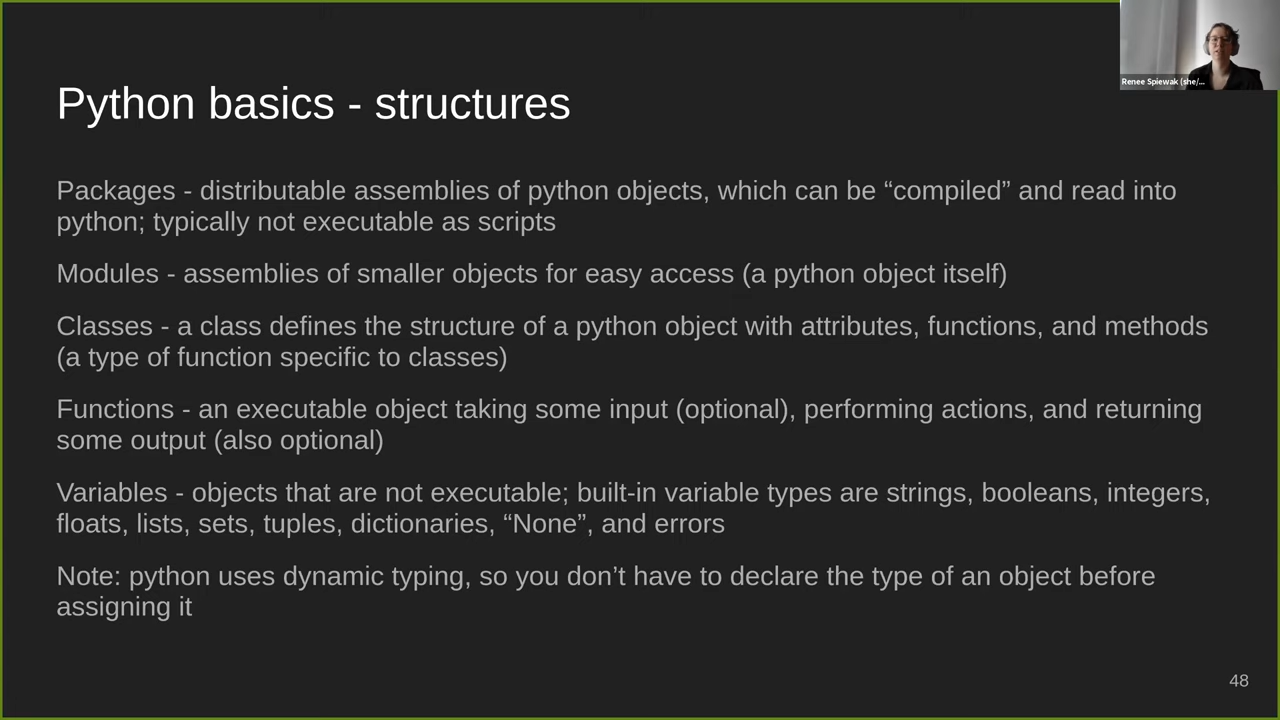 Renee Spiewak (she/...
Python basics - structures
Packages - distributable assemblies of python objects, which can be “compiled” and read into
python; typically not executable as scripts
Modules - assemblies of smaller objects for easy access (a python object itself)
Classes - a class defines the structure of a python object with attributes, functions, and methods
(a type of function specific to classes)
Functions - an executable object taking some input (optional), performing actions, and returning
some output (also optional)
Variables - objects that are not executable; built-in variable types are strings, booleans, integers,
floats, lists, sets, tuples, dictionaries, “None”, and errors
Note: python uses dynamic typing, so you don’t have to declare the type of an object before
assigning it
48